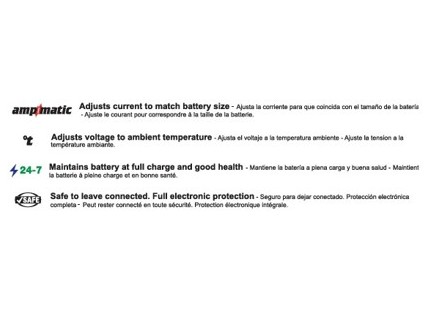 ampmatic Adjusts current to match battery size - Ajusta la corriente para que coincida con el tamaño de la batería
- Ajuste le courant pour correspondre à la taille de la batterie.
°t Adjusts voltage to ambient temperature - Ajusta el voltaje a la temperatura ambiente - Ajuste la tension à la
température ambiante.
24-7 Maintains battery at full charge and good health - Mantiene la batería a plena carga y buena salud - Maintient
la batterie à pleine charge et en bonne santé.
SAFE Safe to leave connected. Full electronic protection - Seguro para dejar conectado. Protección electrónica
completa - Peut rester connecté en toute sécurité. Protection électronique intégrale.